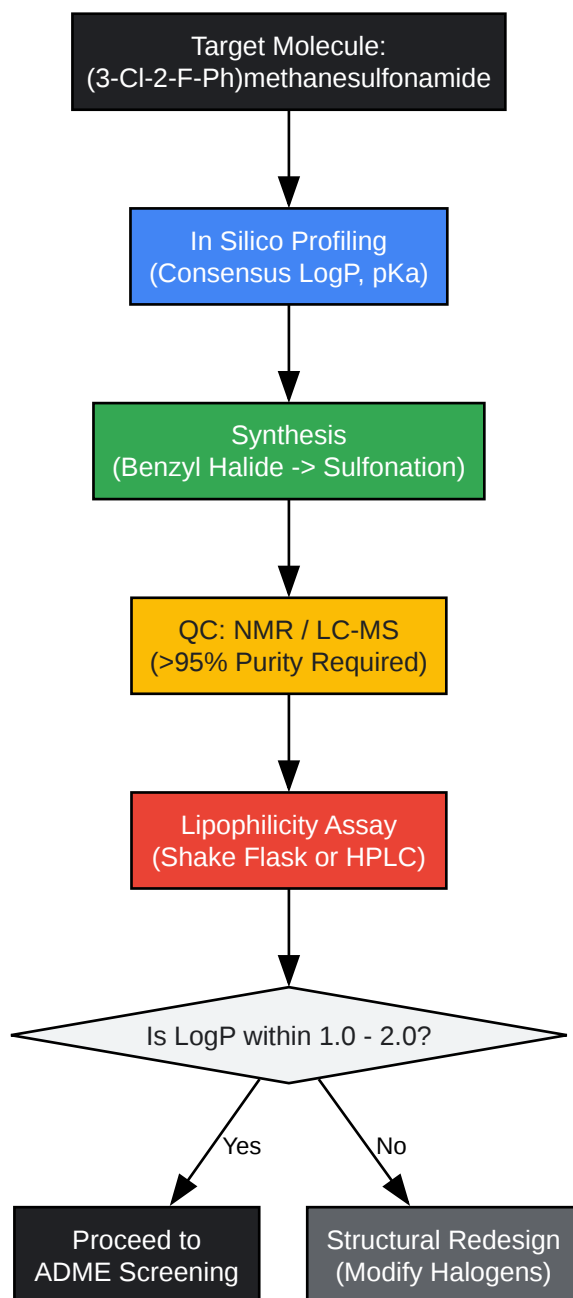 Target Molecule:
(3-Cl-2-F-Ph)methanesulfonamide
In Silico Profiling
(Consensus LogP, pKa)
Synthesis
(Benzyl Halide -> Sulfonation)
QC: NMR / LC-MS
(>95% Purity Required)
Lipophilicity Assay
(Shake Flask or HPLC)
Is LogP within 1.0 - 2.0?
Yes
No
Proceed to
ADME Screening
Structural Redesign
(Modify Halogens)